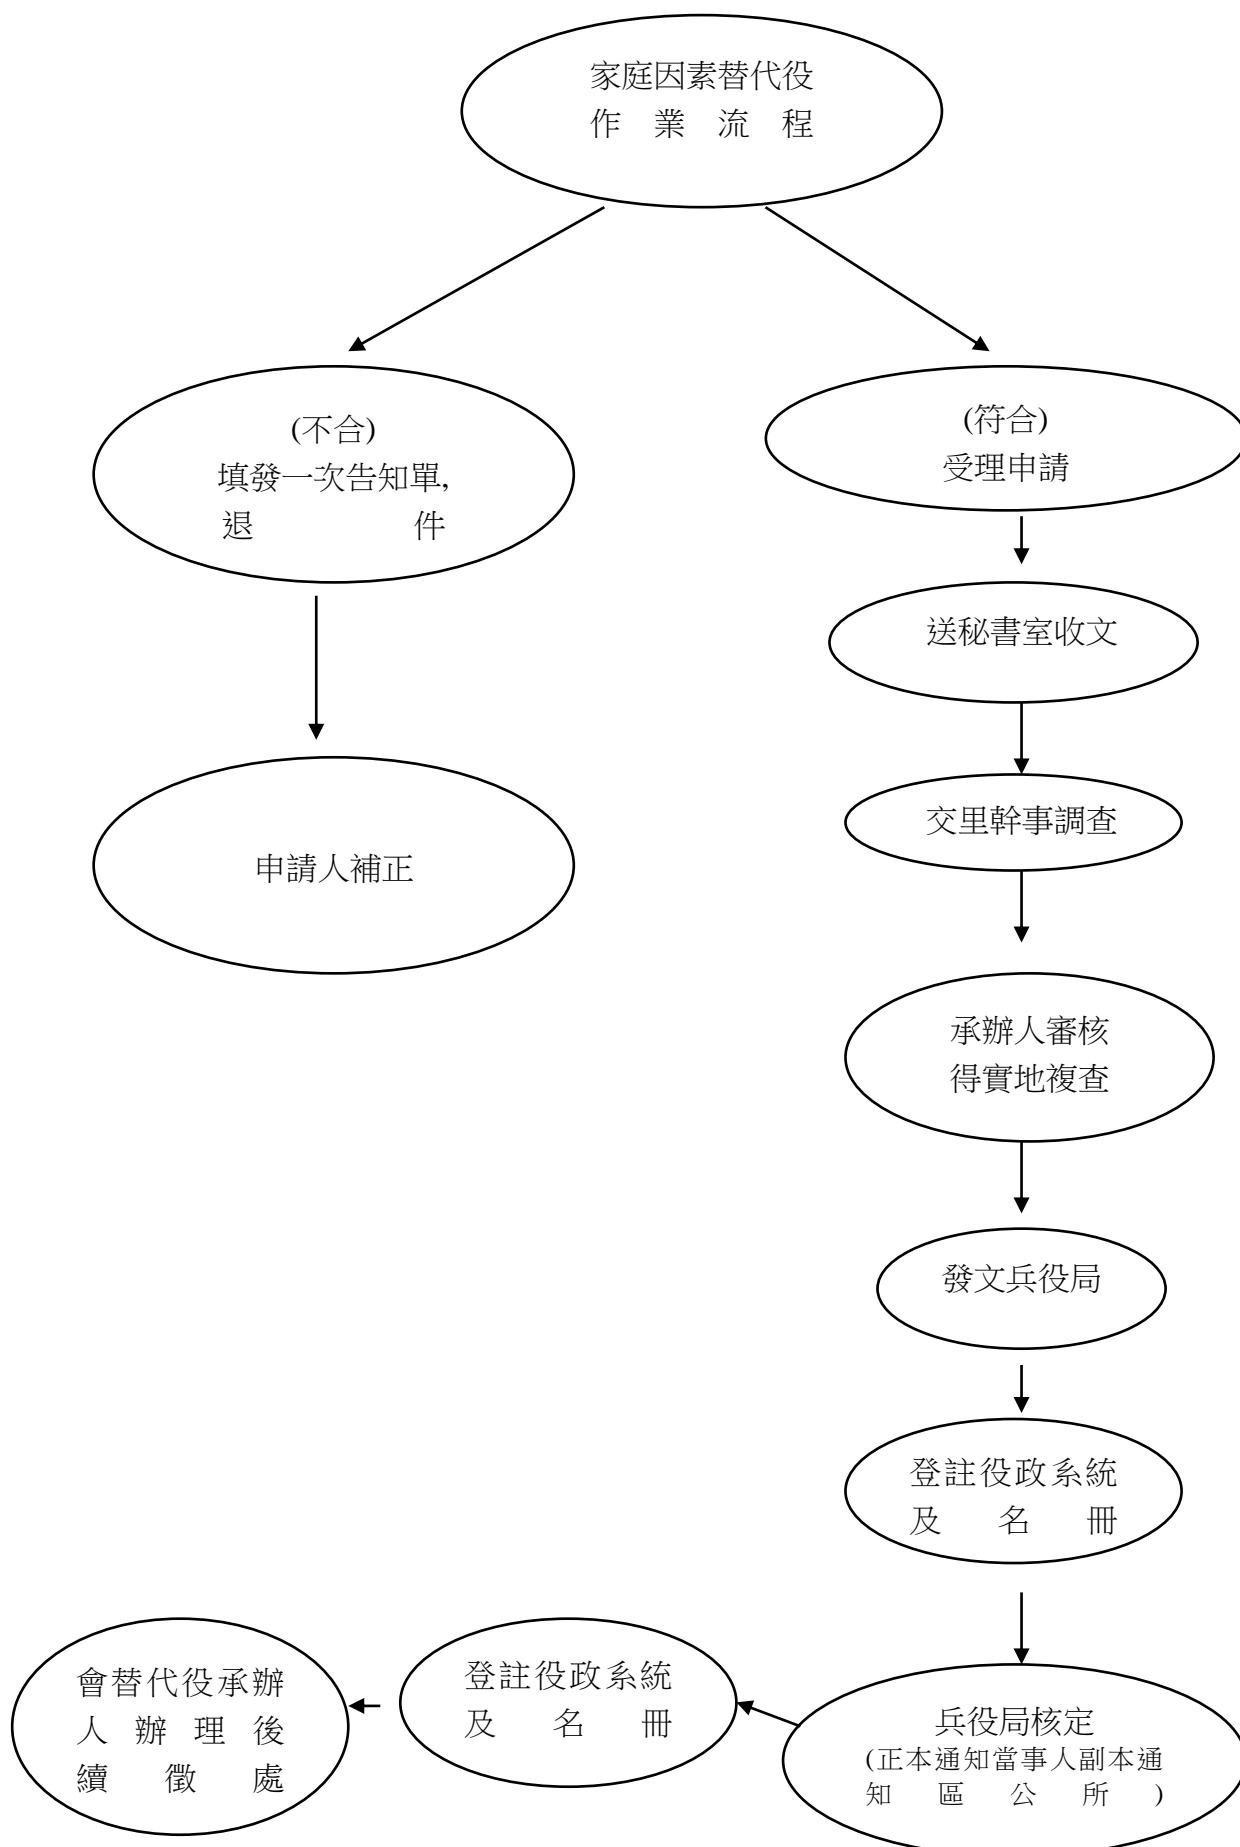 家庭因素替代役
作業流程
(不合)
填發一次告知單,
退件
申請人補正
(符合)
受理申請
送秘書室收文
交里幹事調查
承辦人審核
得實地複查
發文兵役局
登註役政系統
及名冊
兵役局核定
(正本通知當事人副本通
知區公所)
登註役政系統
及名冊
會替代役承辦
人辦理後
續徵處